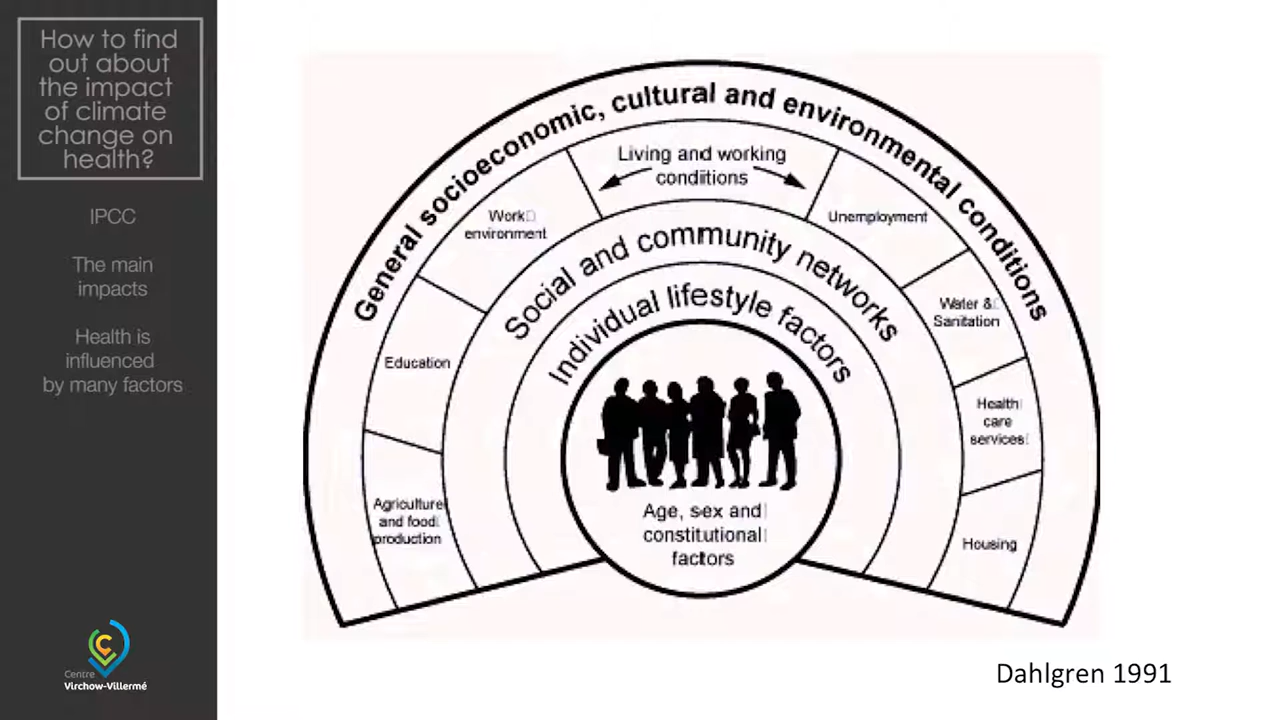 How to find
out about
the impact
of climate
change on
health?
IPCC
The main
impacts
Health is
influenced
by many factors
Centre
Virchow-Villermé
General socioeconomic, cultural and environmental conditions
Living and working
conditions
Work
environment
Unemployment
Social and community networks
Water &
Sanitation
Individual lifestyle factors
Education
Health
care
services
Agriculture
and food
production
Housing
Age, sex and
constitutional
factors
Dahlgren 1991